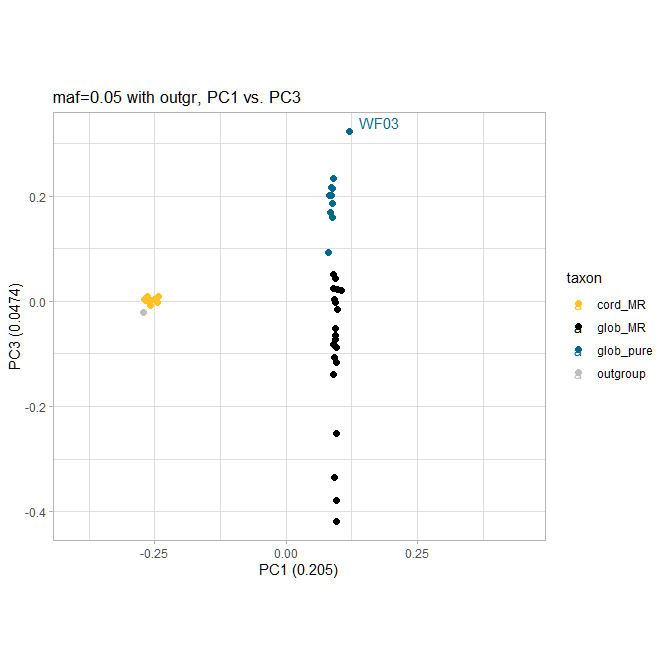 maf=0.05 with outgr, PC1 vs. PC3
WF03
0.2
0.0
-0.2
-0.4
PC3 (0.0474)
-0.25
0.00
0.25
PC1 (0.205)
taxon
a cord_MR
a glob_MR
a glob_pure
a outgroup